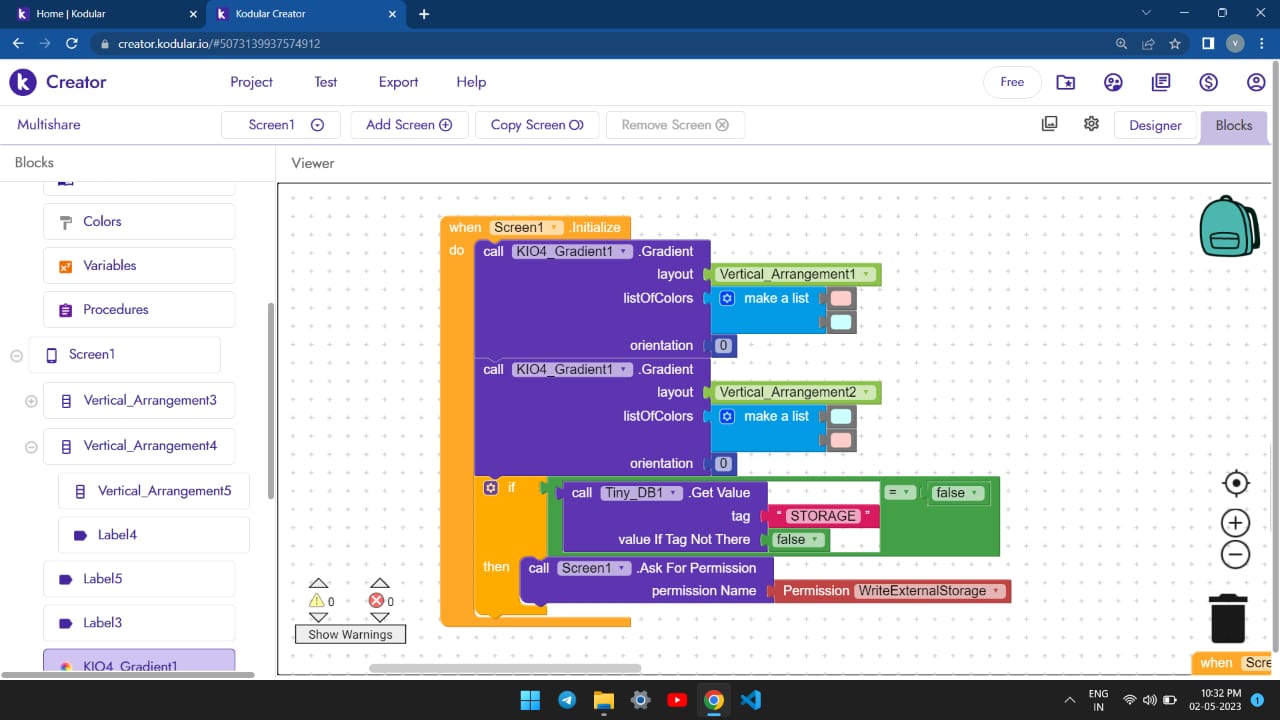 Home | Kodular
Kodular Creator
creator.kodular.io/#5073139937574912
V
Creator
Project Test Export Help
Free
Multishare
Screen1
Add Screen
Copy Screen
Remove Screen
Designer
Blocks
Blocks
Viewer
Colors
Variables
Procedures
Screen1
Vertical_Arrangement3
Vertical_Arrangement4
Vertical_Arrangement5
Label4
Label5
Label3
KIO4_Gradient1
when Screen1 .Initialize
do call KIO4_Gradient1 .Gradient
layout Vertical_Arrangement1
listOfColors make a list
orientation 0
call KIO4_Gradient1 .Gradient
layout Vertical_Arrangement2
listOfColors make a list
orientation 0
if call Tiny_DB1 .Get Value = false
tag “ STORAGE ”
value If Tag Not There false
then call Screen1 .Ask For Permission
permission Name Permission WriteExternalStorage
0 0
Show Warnings
when Scre
ENG
IN
10:32 PM
02-05-2023
1